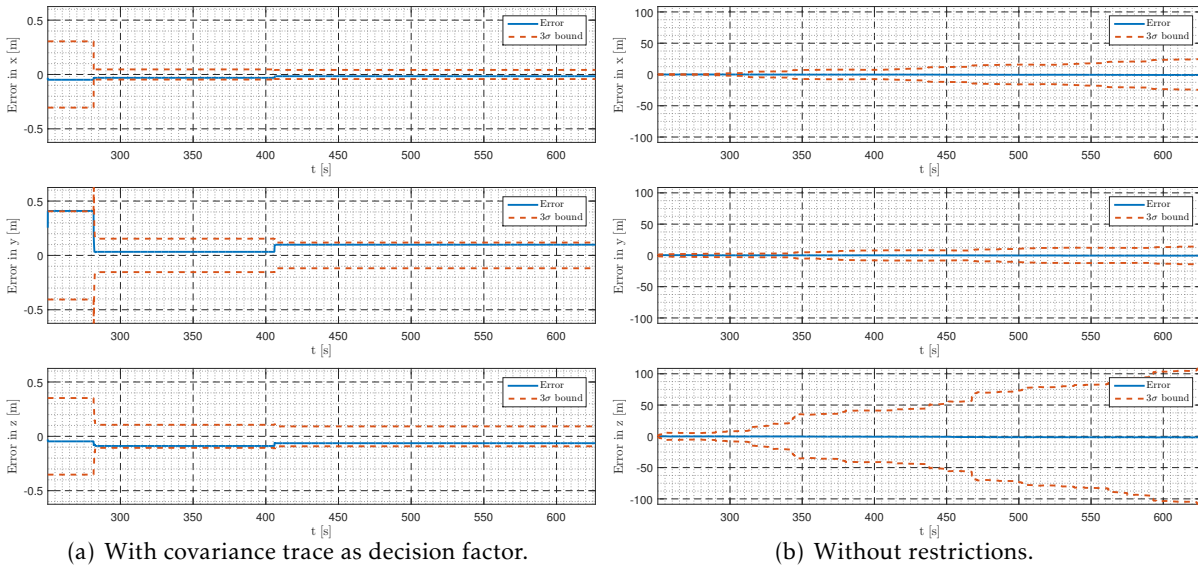 0.5
0
-0.5
Error in x [m]
Error
3σ bound
300 350 400 450 500 550 600
t [s]
0.5
0
-0.5
Error in y [m]
Error
3σ bound
300 350 400 450 500 550 600
t [s]
0.5
0
-0.5
Error in z [m]
Error
3σ bound
300 350 400 450 500 550 600
t [s]
(a) With covariance trace as decision factor.
100
50
0
-50
-100
Error in x [m]
Error
3σ bound
300 350 400 450 500 550 600
t [s]
100
50
0
-50
-100
Error in y [m]
Error
3σ bound
300 350 400 450 500 550 600
t [s]
100
50
0
-50
-100
Error in z [m]
Error
3σ bound
300 350 400 450 500 550 600
t [s]
(b) Without restrictions.